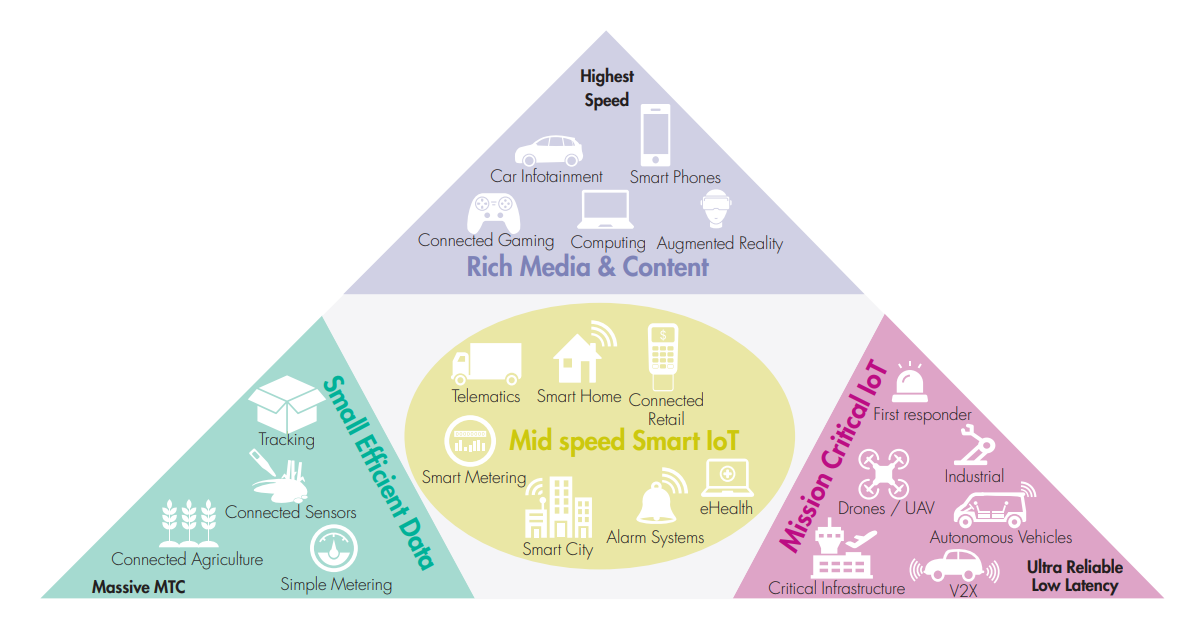 Highest
Speed
Car Infotainment
Smart Phones
Connected Gaming
Computing
Augmented Reality
Rich Media & Content
Telematics
Smart Home
Connected
Retail
Mid speed Smart IoT
Smart Metering
eHealth
Smart City
Alarm Systems
Small Efficient Data
Tracking
Connected Sensors
Connected Agriculture
Simple Metering
Massive MTC
Mission Critical IoT
First responder
Industrial
Drones / UAV
Autonomous Vehicles
Critical Infrastructure
V2X
Ultra Reliable
Low Latency
$